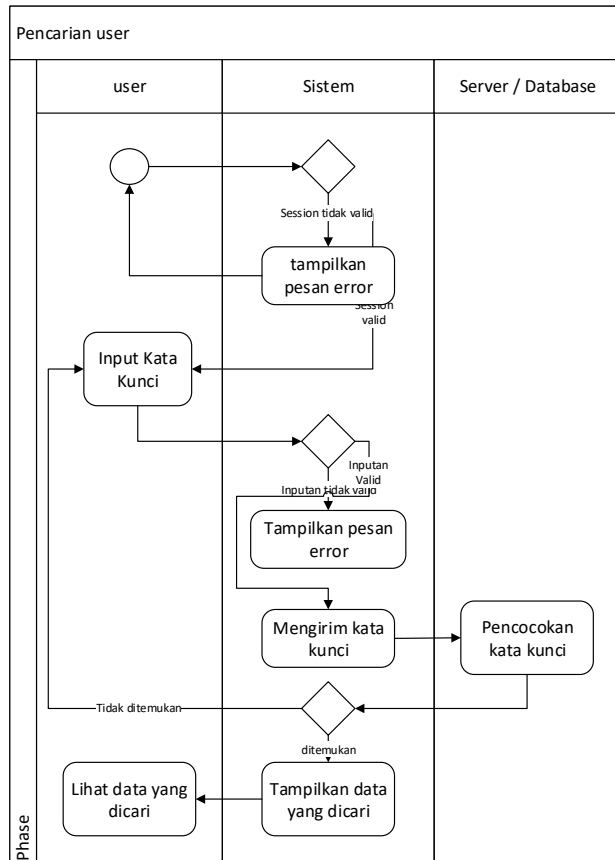 Pencarian user
user
Sistem
Server / Database
Session tidak valid
tampilkan
pesan error
Session
valid
Input Kata
Kunci
Inputan
Valid
Inputan tidak valid
Tampilkan pesan
error
Mengirim kata
kunci
Pencocokan
kata kunci
Tidak ditemukan
ditemukan
Lihat data yang
dicari
Tampilkan data
yang dicari
Phase